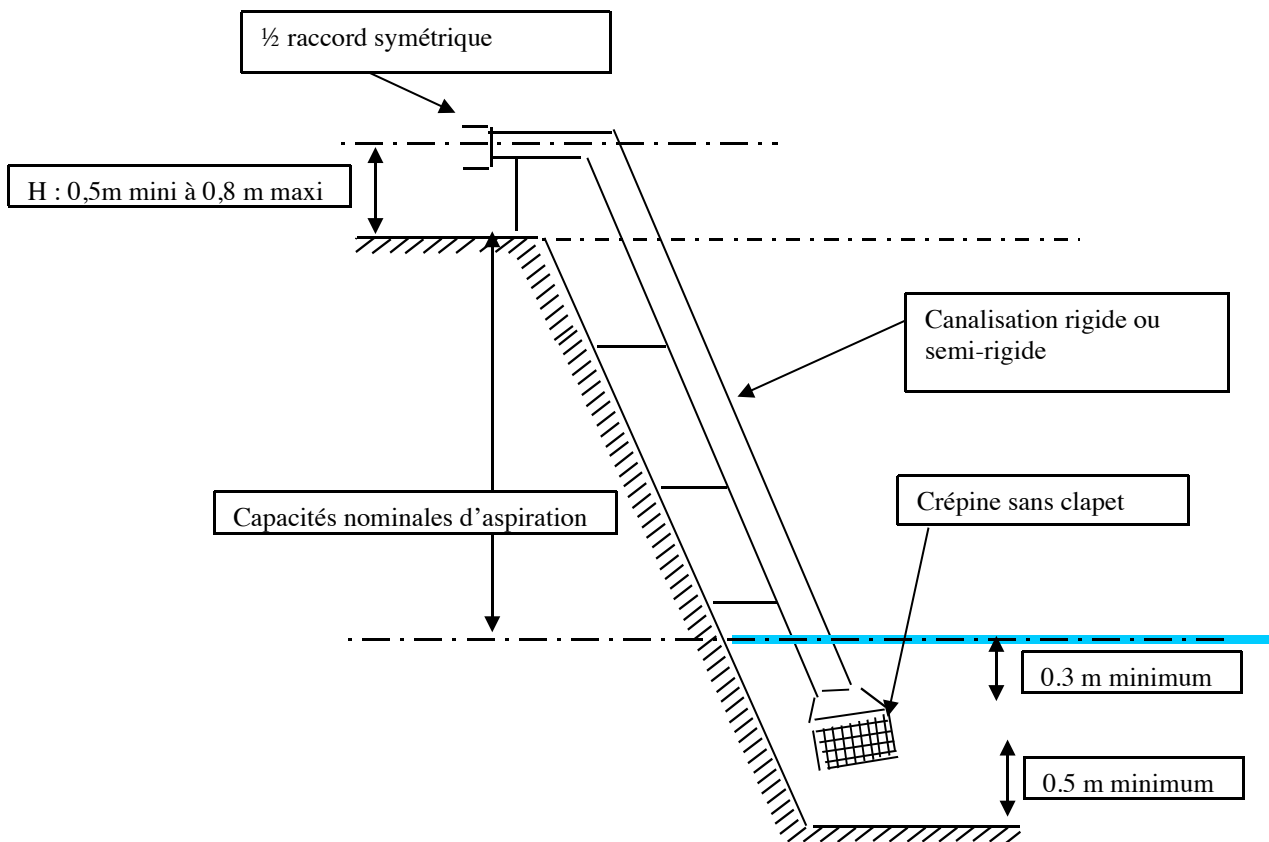 ½ raccord symétrique
H : 0,5m mini à 0,8 m maxi
Canalisation rigide ou
semi-rigide
Capacités nominales d’aspiration
Crépine sans clapet
0.3 m minimum
0.5 m minimum